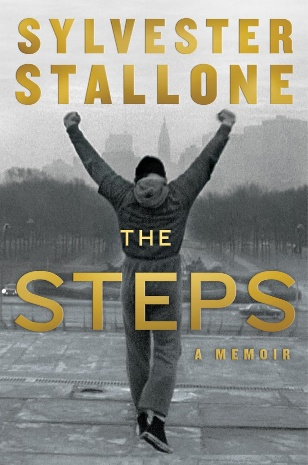 SYLVESTER
STALLONE
THE
STEPS
A MEMOIR